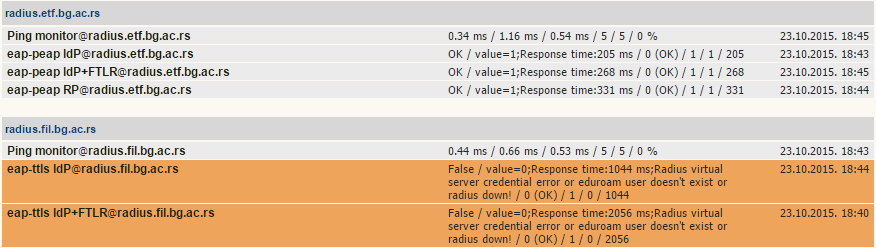 radius.etf.bg.ac.rs
Ping monitor@radius.etf.bg.ac.rs 0.34 ms / 1.16 ms / 0.54 ms / 5 / 5 / 0 % 23.10.2015. 18:45
eap-peap IdP@radius.etf.bg.ac.rs OK / value=1;Response time:205 ms / 0 (OK) / 1 / 1 / 205 23.10.2015. 18:43
eap-peap IdP+FTLR@radius.etf.bg.ac.rs OK / value=1;Response time:268 ms / 0 (OK) / 1 / 1 / 268 23.10.2015. 18:45
eap-peap RP@radius.etf.bg.ac.rs OK / value=1;Response time:331 ms / 0 (OK) / 1 / 1 / 331 23.10.2015. 18:44
radius.fil.bg.ac.rs
Ping monitor@radius.fil.bg.ac.rs 0.44 ms / 0.66 ms / 0.53 ms / 5 / 5 / 0 % 23.10.2015. 18:43
eap-ttls IdP@radius.fil.bg.ac.rs False / value=0;Response time:1044 ms;Radius virtual 23.10.2015. 18:44
server credential error or eduroam user doesn't exist or
radius down! / 0 (OK) / 1 / 0 / 1044
eap-ttls IdP+FTLR@radius.fil.bg.ac.rs False / value=0;Response time:2056 ms;Radius virtual 23.10.2015. 18:40
server credential error or eduroam user doesn't exist or
radius down! / 0 (OK) / 1 / 0 / 2056